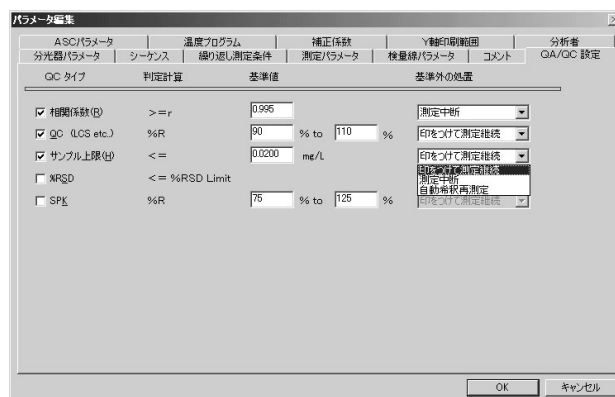 パラメータ編集
ASCパラメータ 温度プログラム 補正係数 Y軸印刷範囲 分析者
分光器パラメータ シーケンス 繰り返し測定条件 測定パラメータ 検量線パラメータ コメント QA/QC 設定
QC タイプ 判定計算 基準値 基準外の処置
相関係数(R) >=r 0.995 測定中断
QC (LCS etc.) %R 90 % to 110 % 印をつけて測定継続
サンプル上限(H) <= 0.0200 mg/L 印をつけて測定継続
印をつけて測定継続
測定中断
自動希釈再測定
%RSD <= %RSD Limit
SPK %R 75 % to 125 % 印をつけて測定継続
OK キャンセル